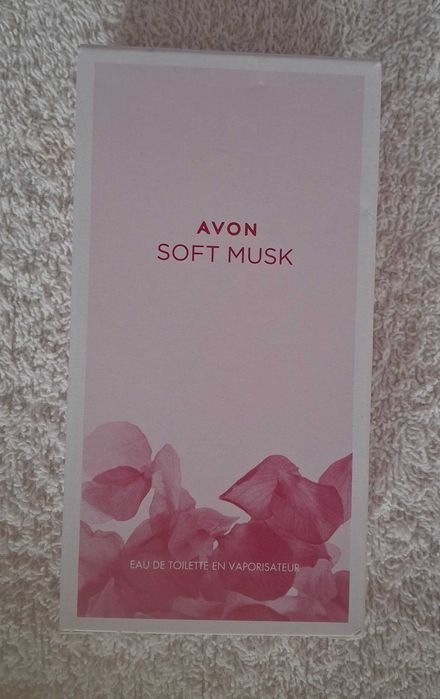 AVON
SOFT MUSK
EAU DE TOILETTE EN VAPORISATEUR